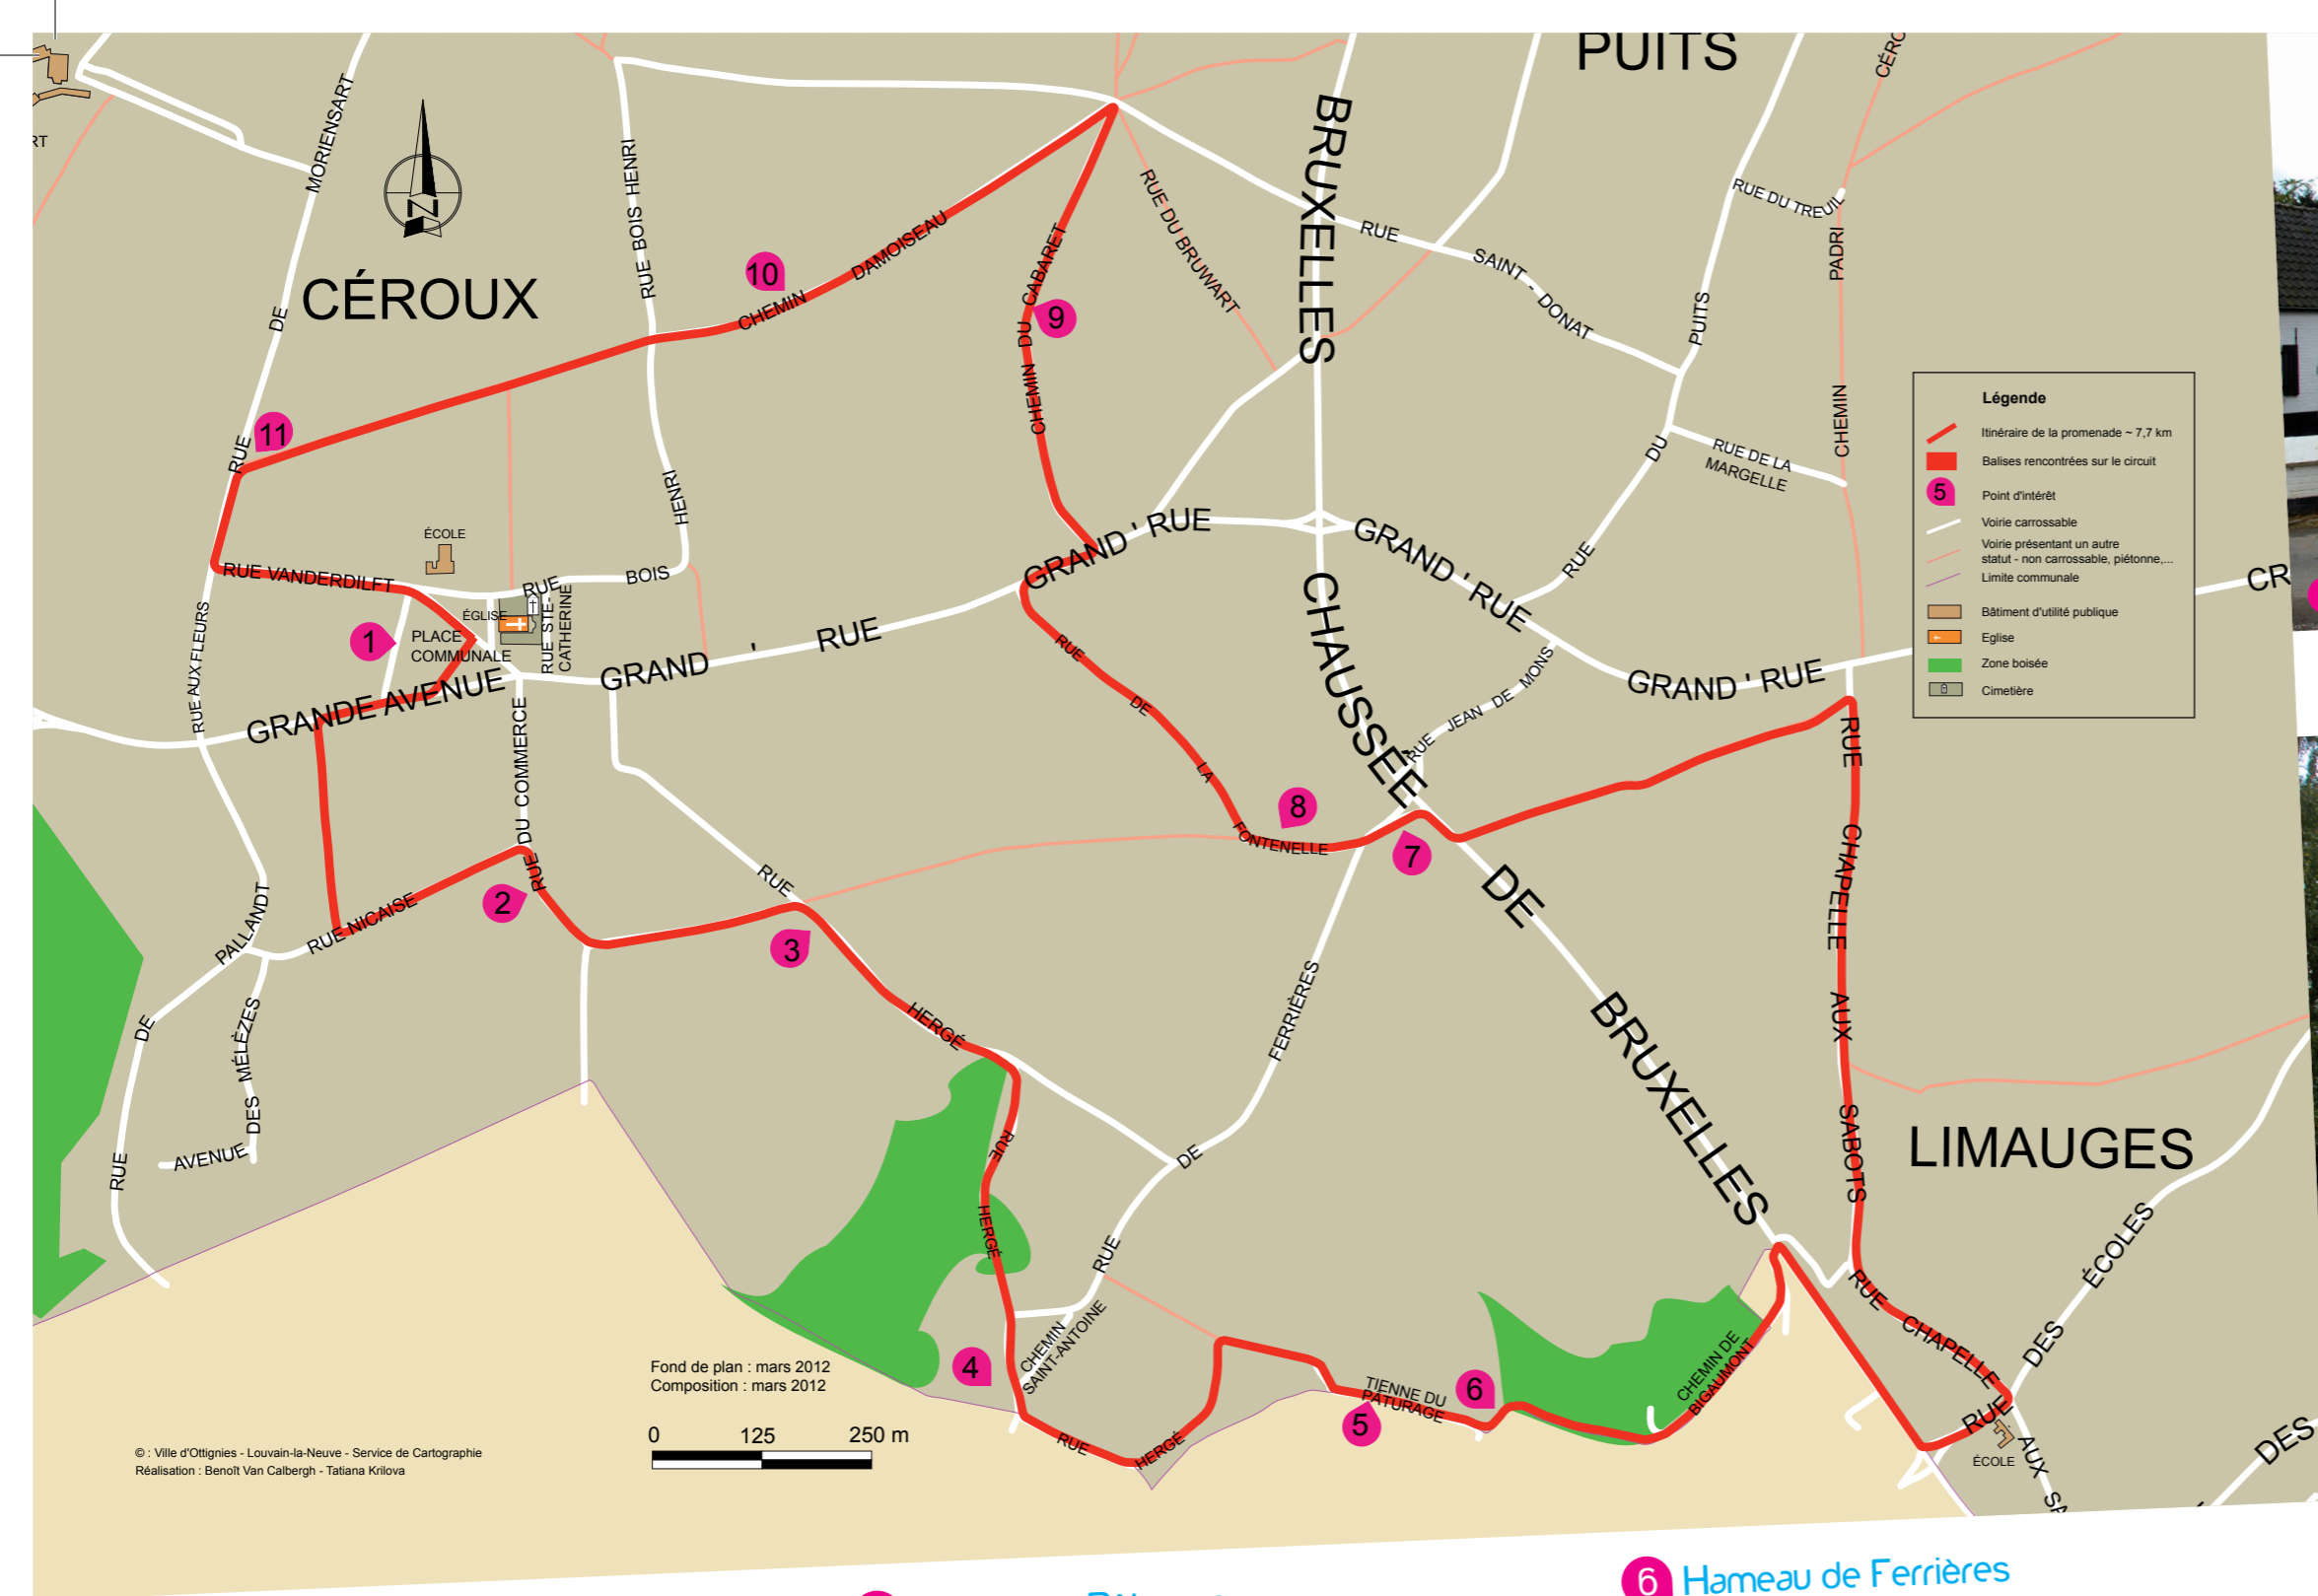 PUITS
CÉRO
RT
MORIENSART
DE
RUE
CÉROUX
N
RUE BOIS HENRI
10
CHEMIN DAMOISEAU
CHEMIN DU CABARET
9
RUE DU BRUWART
BRUXELLES
RUE SAINT - DONAT
RUE DU TREUIL
PADRI
CHEMIN
PUITS
DU
RUE
RUE DE LA
MARGELLE
11
HENRI
BOIS
RUE
ÉCOLE
RUE VANDERDILFT
ÉGLISE
RUE STE-
CATHERINE
1
PLACE
COMMUNALE
RUE AUX FLEURS
GRANDE AVENUE
GRAND ' RUE
GRAND ' RUE
GRAND ' RUE
GRAND ' RUE
CR
CHAUSSÉE
DE
BRUXELLES
RUE JEAN DE MONS
RUE DE LA FONTENELLE
8
7
RUE DU COMMERCE
2
RUE NICAISE
3
RUE HERGÉ
RUE DE PALLANDT
AVENUE DES MÉLÈZES
RUE DE FERRIÈRES
RUE CHAPELLE AUX SABOTS
LIMAUGES
RUE HERGÉ
4
CHEMIN
SAINT-ANTOINE
RUE HERGÉ
TIENNE DU
PÂTURAGE
5
6
CHEMIN DE
BIGAUMONT
RUE CHAPELLE
RUE
AUX SA
ÉCOLE
DES ÉCOLES
DES
Légende
Itinéraire de la promenade ~ 7,7 km
Balises rencontrées sur le circuit
5 Point d'intérêt
Voirie carrossable
Voirie présentant un autre
statut - non carrossable, piétonne,...
Limite communale
Bâtiment d'utilité publique
Eglise
Zone boisée
Cimetière
Fond de plan : mars 2012
Composition : mars 2012
0 125 250 m
© : Ville d'Ottignies - Louvain-la-Neuve - Service de Cartographie
Réalisation : Benoît Van Calbergh - Tatiana Krilova
6 Hameau de Ferrières